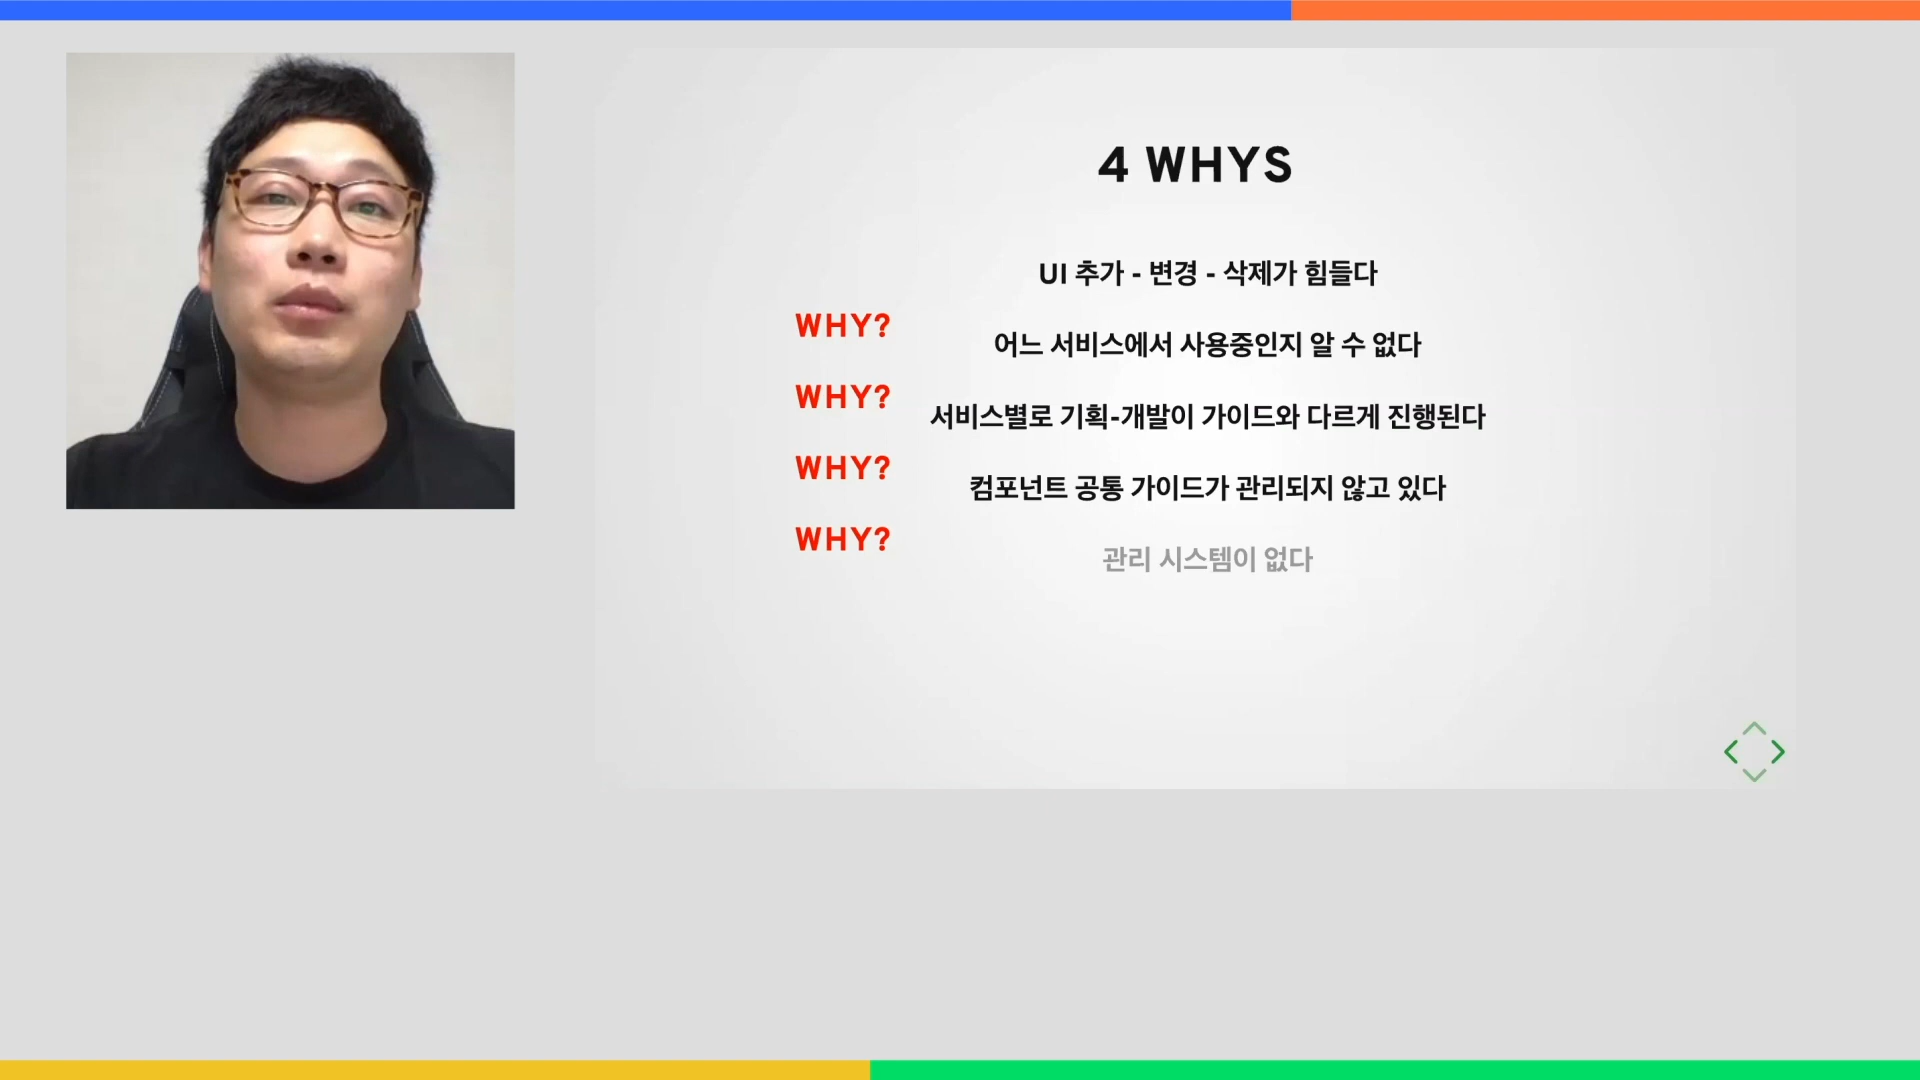 4 WHYS
UI 추가 - 변경 - 삭제가 힘들다
WHY?
어느 서비스에서 사용중인지 알 수 없다
WHY?
서비스별로 기획-개발이 가이드와 다르게 진행된다
WHY?
컴포넌트 공통 가이드가 관리되지 않고 있다
WHY?
관리 시스템이 없다